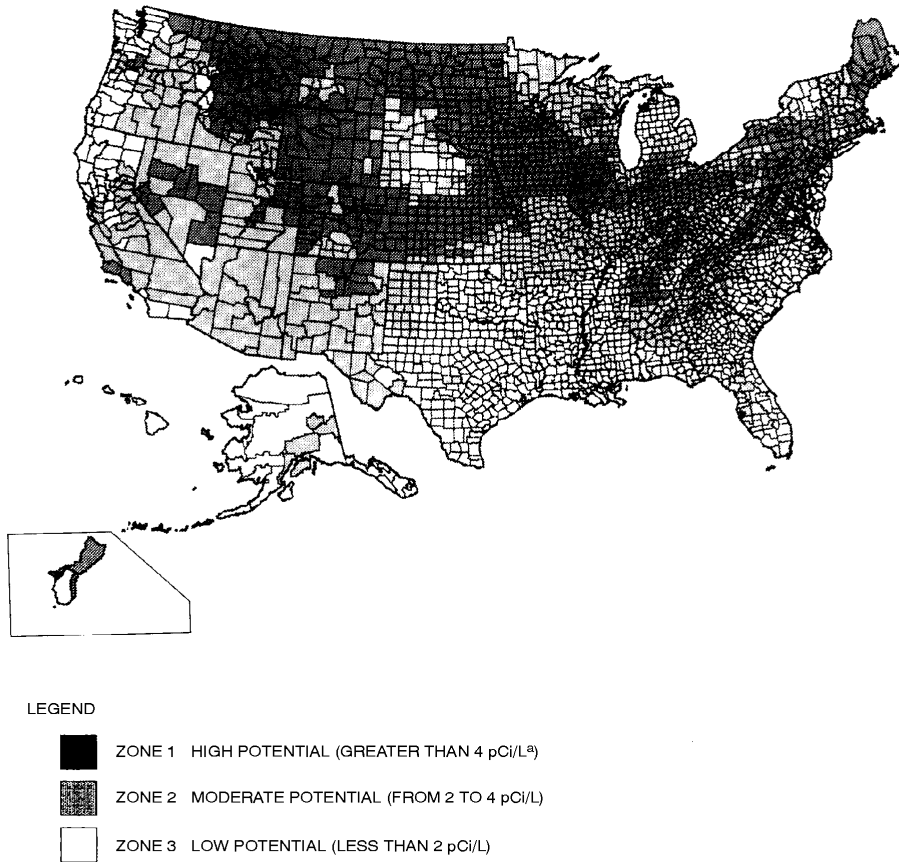 LEGEND
ZONE 1 HIGH POTENTIAL (GREATER THAN 4 pCi/Lª)
ZONE 2 MODERATE POTENTIAL (FROM 2 TO 4 pCi/L)
ZONE 3 LOW POTENTIAL (LESS THAN 2 pCi/L)